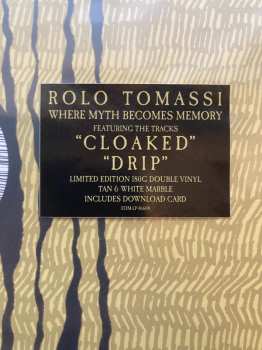 ROLO TOMASSI
WHERE MYTH BECOMES MEMORY
FEATURING THE TRACKS
"CLOAKED"
"DRIP"
LIMITED EDITION 180G DOUBLE VINYL
TAN & WHITE MARBLE
INCLUDES DOWNLOAD CARD